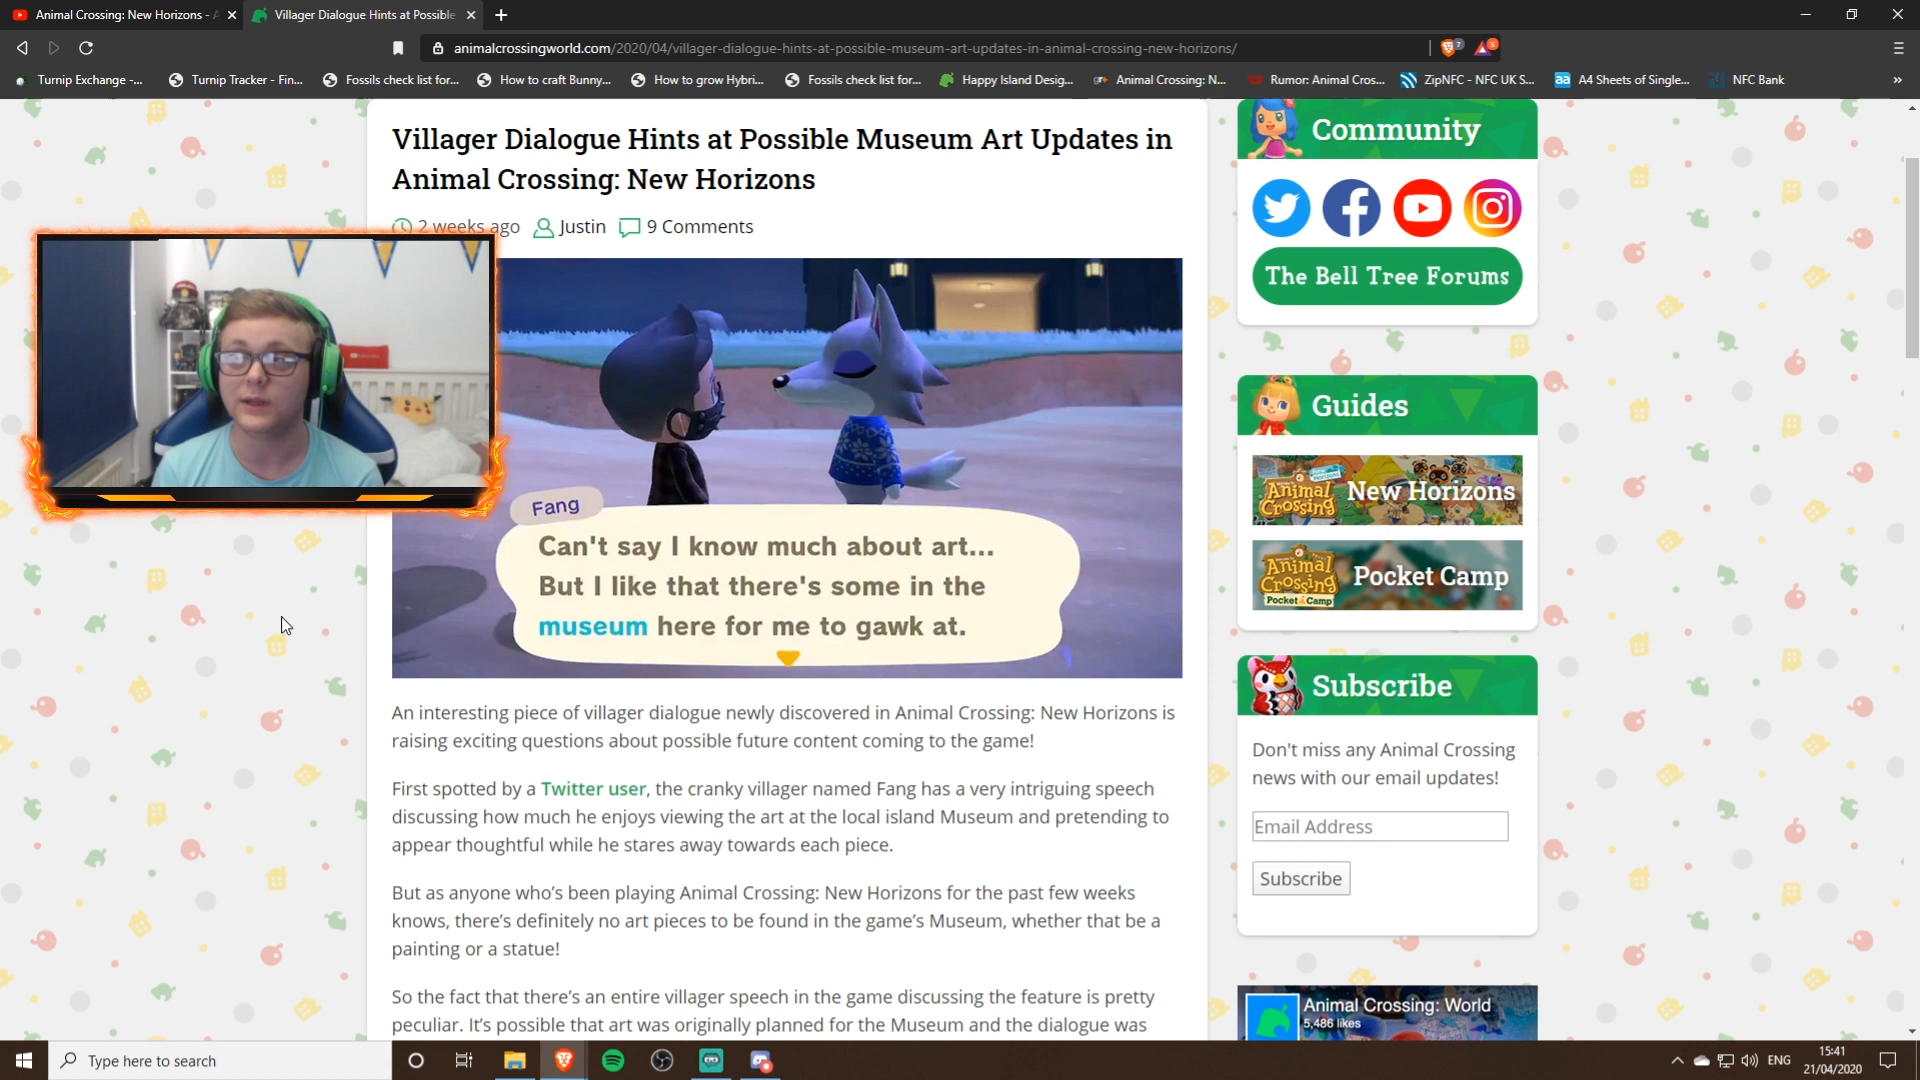 Animal Crossing: New Horizons - A
Villager Dialogue Hints at Possible
animalcrossingworld.com/2020/04/villager-dialogue-hints-at-possible-museum-art-updates-in-animal-crossing-new-horizons/
7
5
Turnip Exchange -...
Turnip Tracker - Fin...
Fossils check list for...
How to craft Bunny...
How to grow Hybri...
Fossils check list for...
Happy Island Desig...
Animal Crossing: N...
Rumor: Animal Cros...
ZipNFC - NFC UK S...
aa
A4 Sheets of Single...
NFC Bank
Villager Dialogue Hints at Possible Museum Art Updates in
Animal Crossing: New Horizons
2 weeks ago
Justin
9 Comments
Fang
Can't say I know much about art...
But I like that there's some in the
museum here for me to gawk at.
An interesting piece of villager dialogue newly discovered in Animal Crossing: New Horizons is
raising exciting questions about possible future content coming to the game!
First spotted by a Twitter user, the cranky villager named Fang has a very intriguing speech
discussing how much he enjoys viewing the art at the local island Museum and pretending to
appear thoughtful while he stares away towards each piece.
But as anyone who's been playing Animal Crossing: New Horizons for the past few weeks
knows, there's definitely no art pieces to be found in the game's Museum, whether that be a
painting or a statue!
So the fact that there's an entire villager speech in the game discussing the feature is pretty
peculiar. It's possible that art was originally planned for the Museum and the dialogue was
Community
The Bell Tree Forums
Guides
Animal Crossing
New Horizons
Animal Crossing
Pocket Camp
Pocket Camp
Subscribe
Don't miss any Animal Crossing
news with our email updates!
Email Address
Subscribe
Animal Crossing: World
5,486 likes
Type here to search
ENG
15:41
21/04/2020